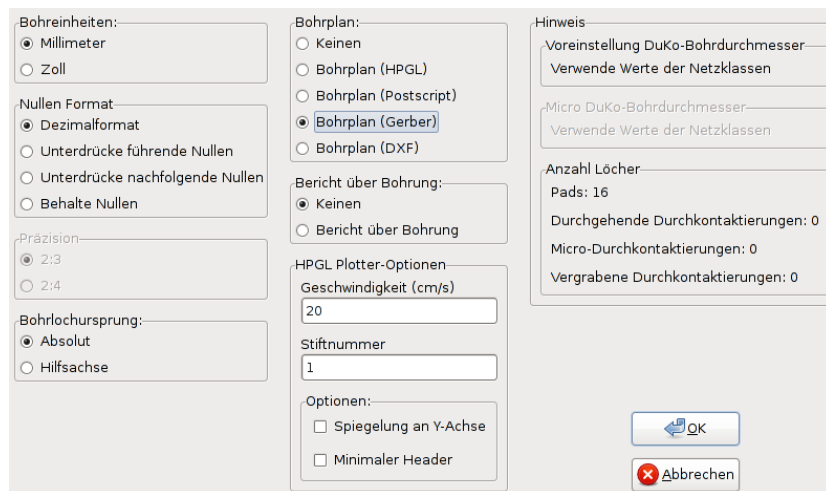 Bohreinheiten:
Millimeter
Zoll
Nullen Format
Dezimalformat
Unterdrücke führende Nullen
Unterdrücke nachfolgende Nullen
Behalte Nullen
Präzision
2:3
2:4
Bohrlochursprung:
Absolut
Hilfsachse
Bohrplan:
Keinen
Bohrplan (HPGL)
Bohrplan (Postscript)
Bohrplan (Gerber)
Bohrplan (DXF)
Bericht über Bohrung:
Keinen
Bericht über Bohrung
HPGL Plotter-Optionen
Geschwindigkeit (cm/s)
20
Stiftnummer
1
Optionen:
Spiegelung an Y-Achse
Minimaler Header
Hinweis
Voreinstellung DuKo-Bohrdurchmesser
Verwende Werte der Netzklassen
Micro DuKo-Bohrdurchmesser
Verwende Werte der Netzklassen
Anzahl Löcher
Pads: 16
Durchgehende Durchkontaktierungen: 0
Micro-Durchkontaktierungen: 0
Vergrabene Durchkontaktierungen: 0
OK
Abbrechen